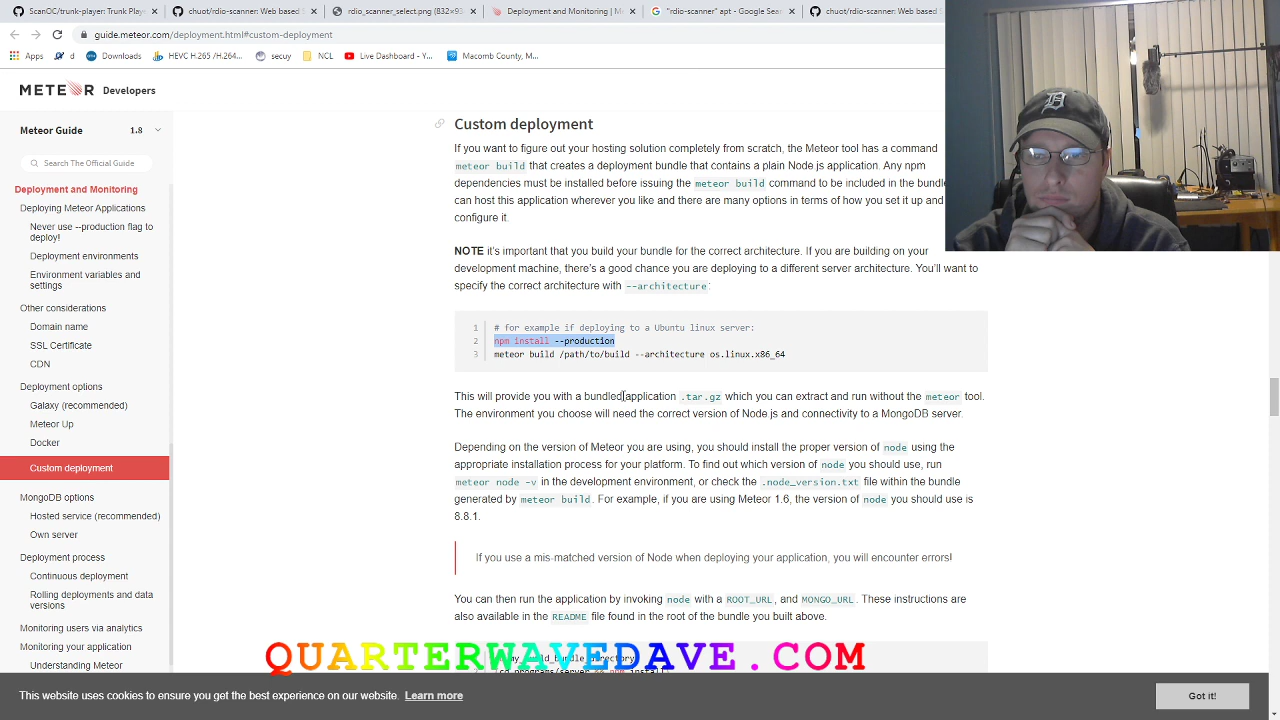 ScanOC/trunk-player: Trunk Play
chuot/rdio-scanner: Web based
rdio_scanner_select.png (832×93
Deployment and Monitoring | Me
"rdio-scanner" apt - Google Sea
chuot/rdio-scanner: Web based S
guide.meteor.com/deployment.html#custom-deployment
Apps
d
Downloads
HEVC H.265 /H.264...
secuy
NCL
Live Dashboard - Y...
Macomb County, M...
METEOR Developers
Meteor Guide 1.8
Search The Official Guide
Deployment and Monitoring
Deploying Meteor Applications
Never use --production flag to
deploy!
Deployment environments
Environment variables and
settings
Other considerations
Domain name
SSL Certificate
CDN
Deployment options
Galaxy (recommended)
Meteor Up
Docker
Custom deployment
MongoDB options
Hosted service (recommended)
Own server
Deployment process
Continuous deployment
Rolling deployments and data
versions
Monitoring users via analytics
Monitoring your application
Understanding Meteor
Custom deployment
If you want to figure out your hosting solution completely from scratch, the Meteor tool has a command
meteor build that creates a deployment bundle that contains a plain Node.js application. Any npm
dependencies must be installed before issuing the meteor build command to be included in the bundle
can host this application wherever you like and there are many options in terms of how you set it up and
configure it.
NOTE it's important that you build your bundle for the correct architecture. If you are building on your
development machine, there's a good chance you are deploying to a different server architecture. You'll want to
specify the correct architecture with --architecture:
1 # for example if deploying to a Ubuntu linux server:
2 npm install --production
3 meteor build /path/to/build --architecture os.linux.x86_64
This will provide you with a bundled application .tar.gz which you can extract and run without the meteor tool.
The environment you choose will need the correct version of Node.js and connectivity to a MongoDB server.
Depending on the version of Meteor you are using, you should install the proper version of node using the
appropriate installation process for your platform. To find out which version of node you should use, run
meteor node -v in the development environment, or check the .node_version.txt file within the bundle
generated by meteor build. For example, if you are using Meteor 1.6, the version of node you should use is
8.8.1.
If you use a mis-matched version of Node when deploying your application, you will encounter errors!
You can then run the application by invoking node with a ROOT_URL, and MONGO_URL. These instructions are
also available in the README file found in the root of the bundle you built above.
QUARTERWAVEDAVE.COM
This website uses cookies to ensure you get the best experience on our website. Learn more
Got it!